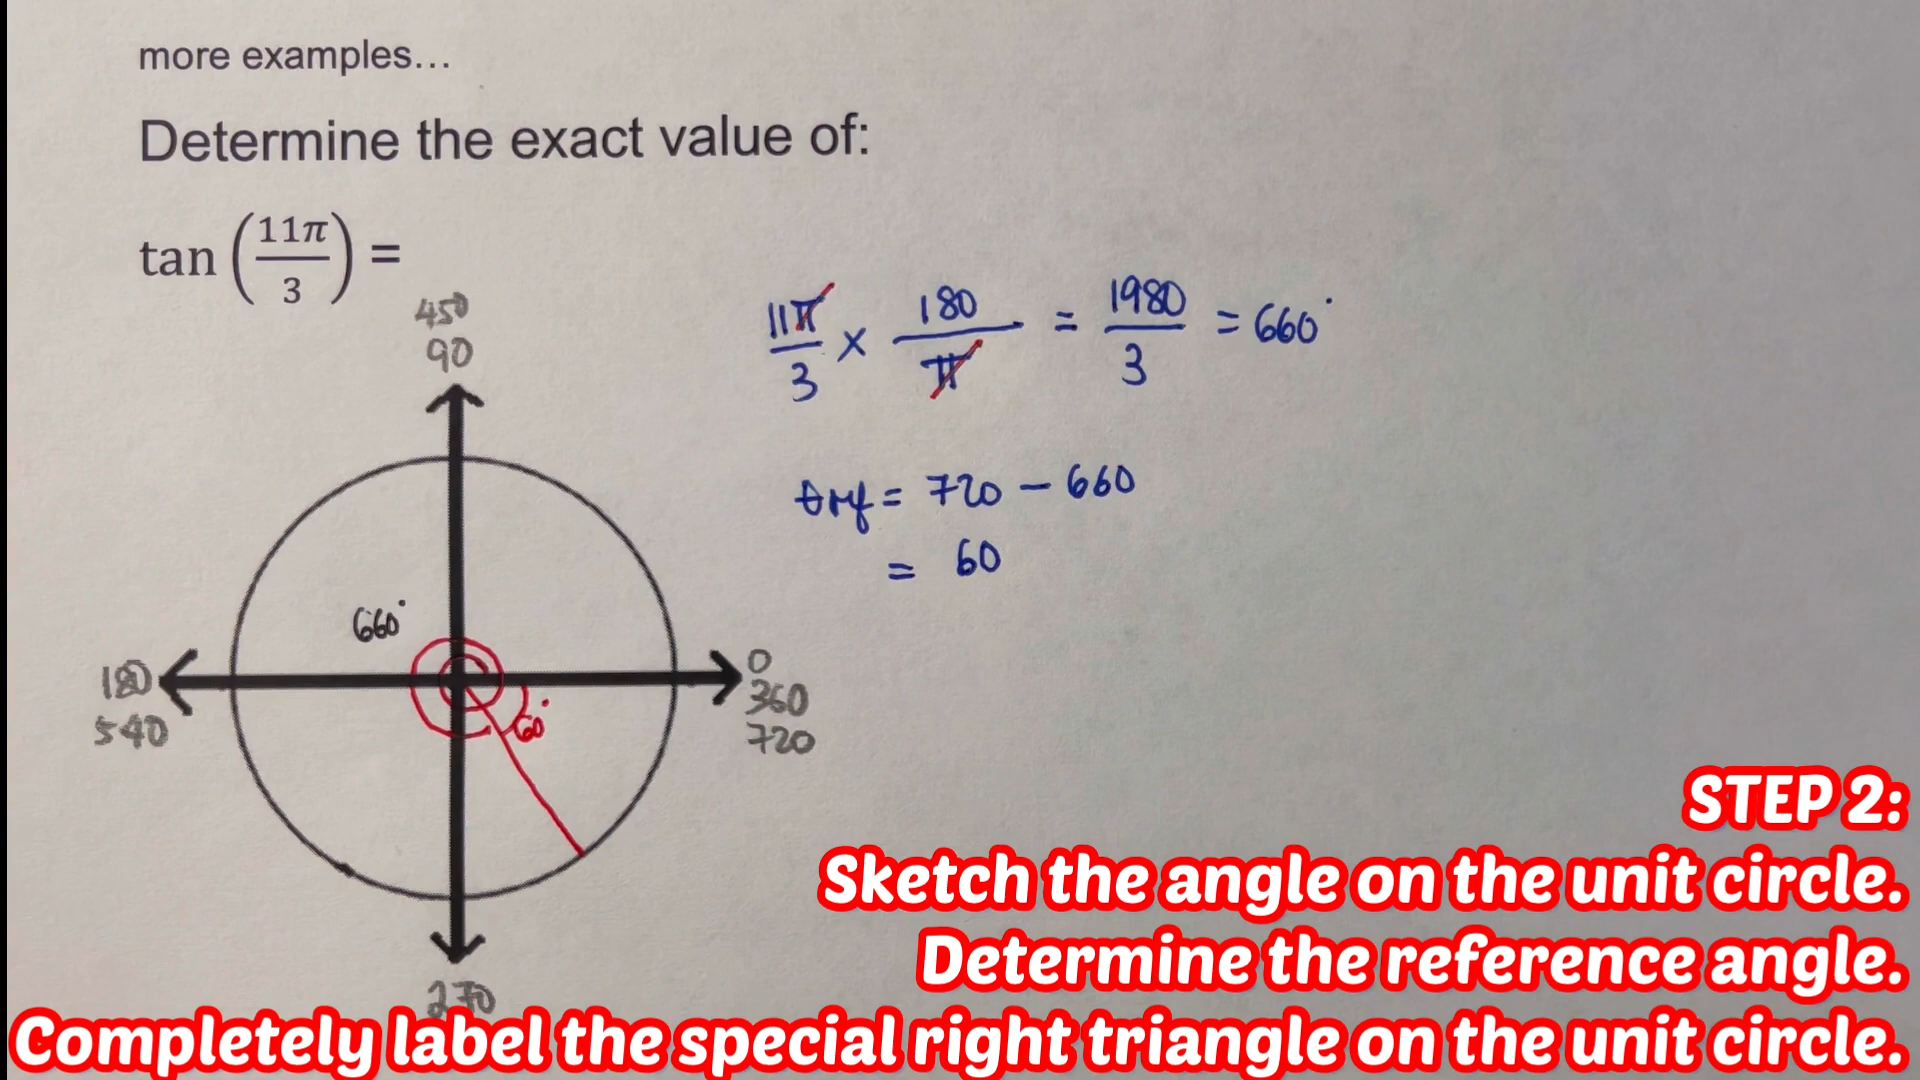 more examples...
Determine the exact value of:
tan (11π/3) =
11π/3 × 180/π = 1980/3 = 660°
θref = 720 - 660
= 60
450
90
660°
180
540
0
360
720
60°
270
STEP 2:
Sketch the angle on the unit circle.
Determine the reference angle.
Completely label the special right triangle on the unit circle.